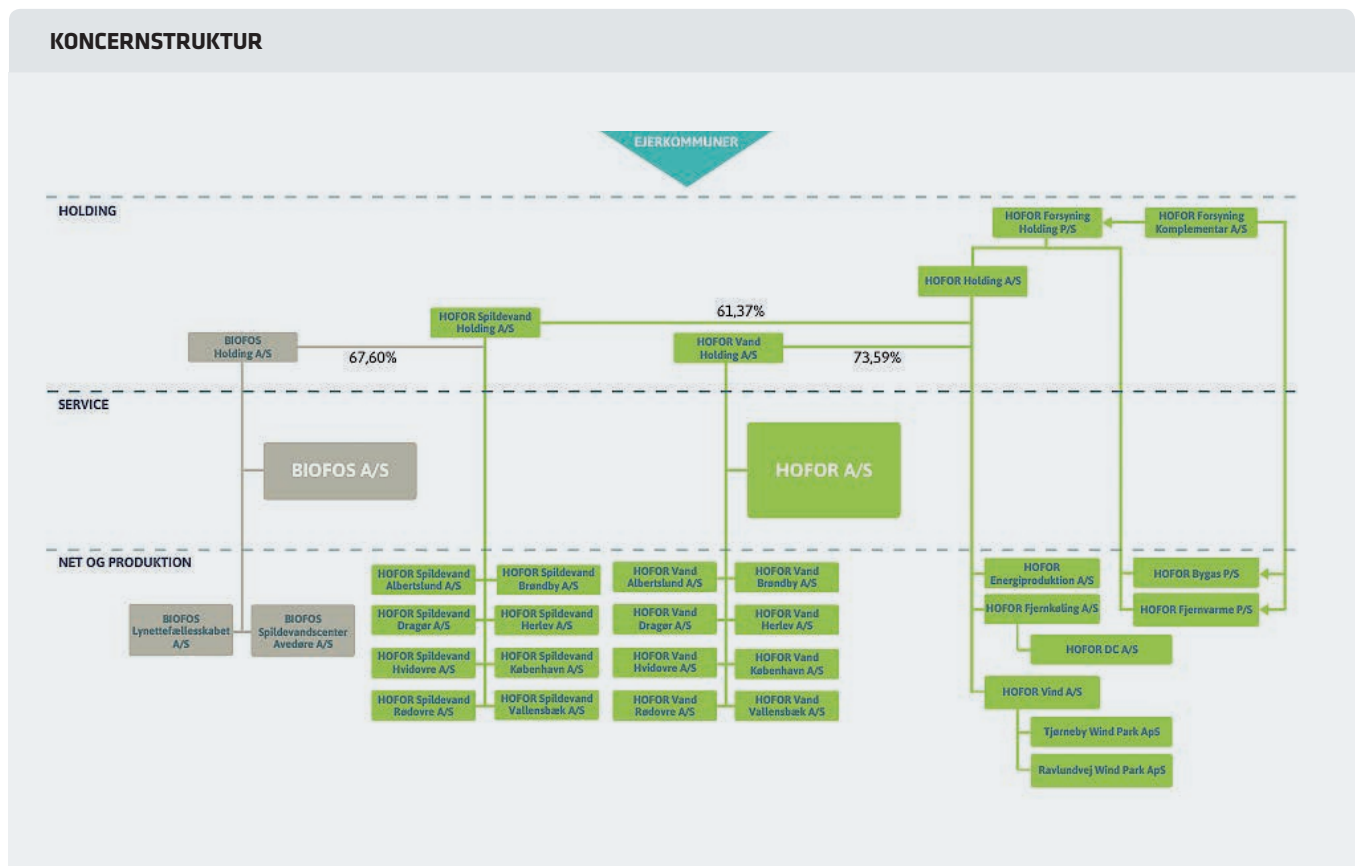 KONCERNSTRUKTUR
EJERKOMMUNER
HOLDING
HOFOR Forsyning
Holding P/S
HOFOR Forsyning
Komplementar A/S
HOFOR Holding A/S
HOFOR Spildevand
Holding A/S
61,37%
BIOFOS
Holding A/S
67,60%
HOFOR Vand
Holding A/S
73,59%
SERVICE
BIOFOS A/S
HOFOR A/S
NET OG PRODUKTION
BIOFOS
Lynettefællesskabet
A/S
BIOFOS
Spildevandscenter
Avedøre A/S
HOFOR Spildevand
Albertslund A/S
HOFOR Spildevand
Brøndby A/S
HOFOR Spildevand
Dragør A/S
HOFOR Spildevand
Herlev A/S
HOFOR Spildevand
Hvidovre A/S
HOFOR Spildevand
København A/S
HOFOR Spildevand
Rødovre A/S
HOFOR Spildevand
Vallensbæk A/S
HOFOR Vand
Albertslund A/S
HOFOR Vand
Brøndby A/S
HOFOR Vand
Dragør A/S
HOFOR Vand
Herlev A/S
HOFOR Vand
Hvidovre A/S
HOFOR Vand
København A/S
HOFOR Vand
Rødovre A/S
HOFOR Vand
Vallensbæk A/S
HOFOR
Energiproduktion A/S
HOFOR Bygas P/S
HOFOR Fjernkøling A/S
HOFOR Fjernvarme P/S
HOFOR DC A/S
HOFOR Vind A/S
Tjørneby Wind Park ApS
Ravlundvej Wind Park ApS